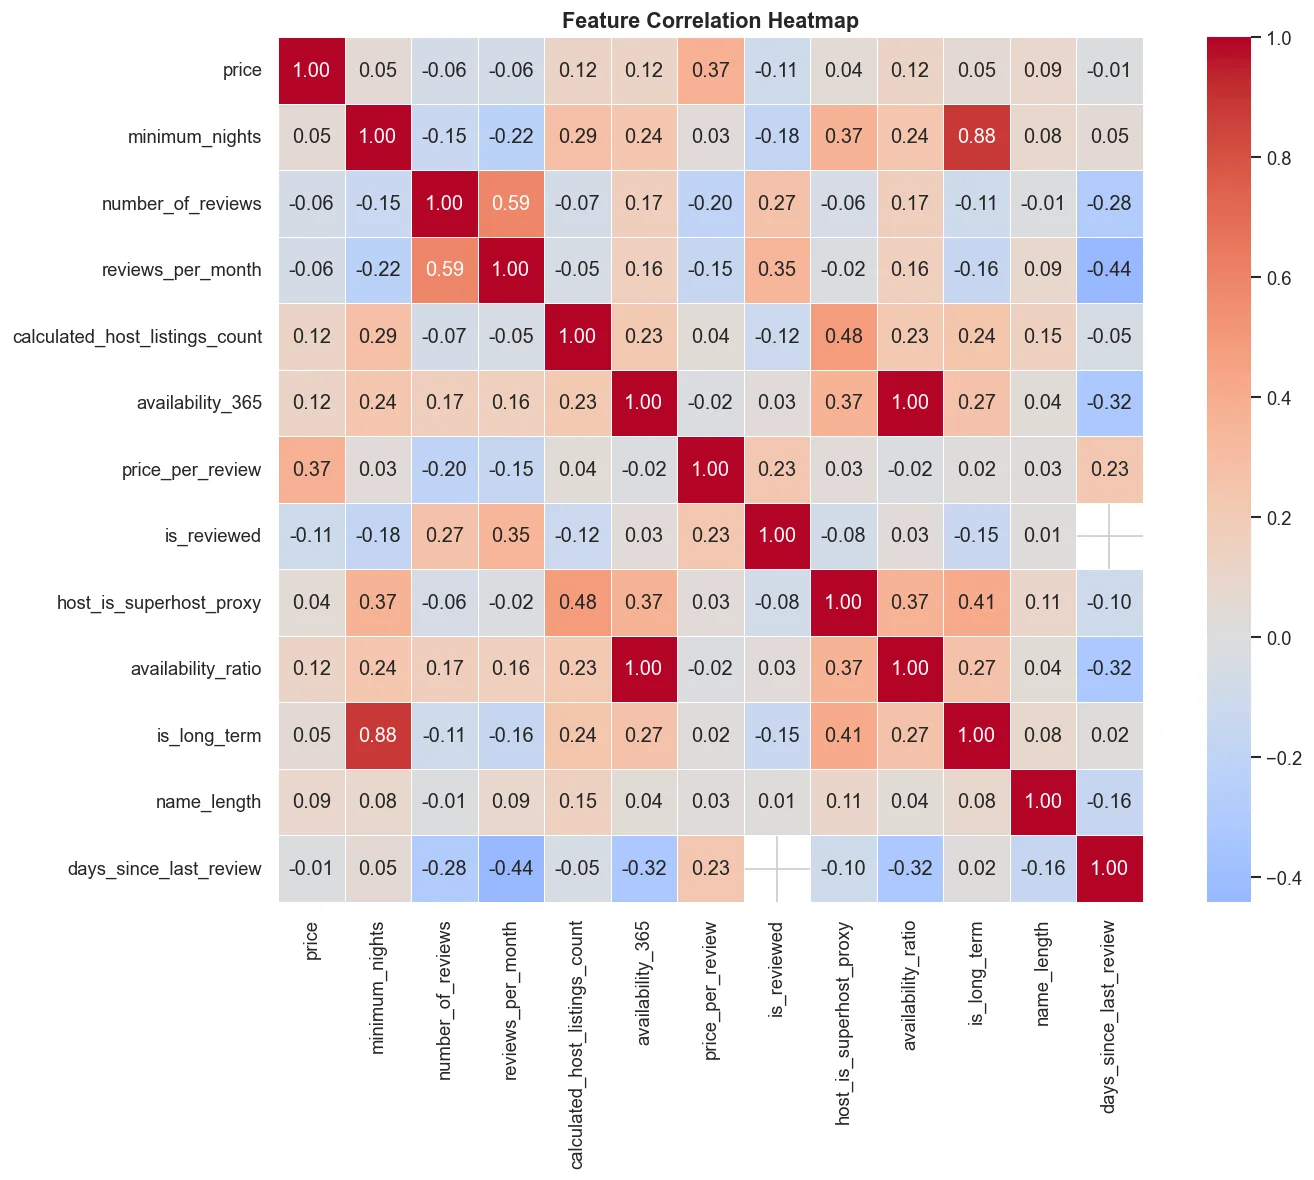 Feature Correlation Heatmap
price 1.00 0.05 -0.06 -0.06 0.12 0.12 0.37 -0.11 0.04 0.12 0.05 0.09 -0.01
minimum_nights 0.05 1.00 -0.15 -0.22 0.29 0.24 0.03 -0.18 0.37 0.24 0.88 0.08 0.05
number_of_reviews -0.06 -0.15 1.00 0.59 -0.07 0.17 -0.20 0.27 -0.06 0.17 -0.11 -0.01 -0.28
reviews_per_month -0.06 -0.22 0.59 1.00 -0.05 0.16 -0.15 0.35 -0.02 0.16 -0.16 0.09 -0.44
calculated_host_listings_count 0.12 0.29 -0.07 -0.05 1.00 0.23 0.04 -0.12 0.48 0.23 0.24 0.15 -0.05
availability_365 0.12 0.24 0.17 0.16 0.23 1.00 -0.02 0.03 0.37 1.00 0.27 0.04 -0.32
price_per_review 0.37 0.03 -0.20 -0.15 0.04 -0.02 1.00 0.23 0.03 -0.02 0.02 0.03 0.23
is_reviewed -0.11 -0.18 0.27 0.35 -0.12 0.03 0.23 1.00 -0.08 0.03 -0.15 0.01
host_is_superhost_proxy 0.04 0.37 -0.06 -0.02 0.48 0.37 0.03 -0.08 1.00 0.37 0.41 0.11 -0.10
availability_ratio 0.12 0.24 0.17 0.16 0.23 1.00 -0.02 0.03 0.37 1.00 0.27 0.04 -0.32
is_long_term 0.05 0.88 -0.11 -0.16 0.24 0.27 0.02 -0.15 0.41 0.27 1.00 0.08 0.02
name_length 0.09 0.08 -0.01 0.09 0.15 0.04 0.03 0.01 0.11 0.04 0.08 1.00 -0.16
days_since_last_review -0.01 0.05 -0.28 -0.44 -0.05 -0.32 0.23 -0.10 -0.32 0.02 -0.16 1.00
price
minimum_nights
number_of_reviews
reviews_per_month
calculated_host_listings_count
availability_365
price_per_review
is_reviewed
host_is_superhost_proxy
availability_ratio
is_long_term
name_length
days_since_last_review
1.0
0.8
0.6
0.4
0.2
0.0
−0.2
−0.4